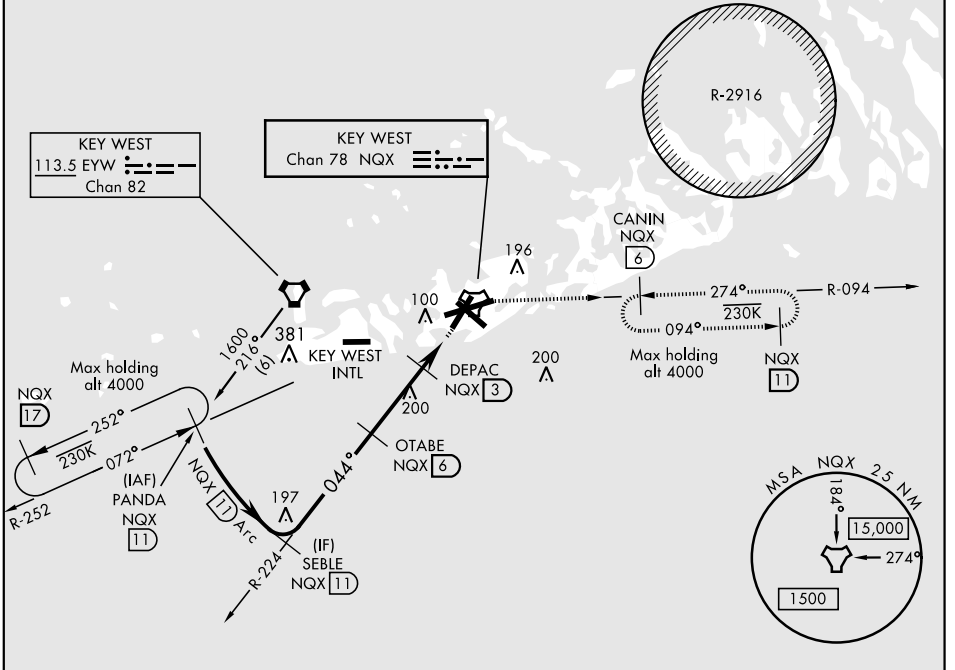 R-2916
KEY WEST
113.5 EYW
Chan 82
KEY WEST
Chan 78 NQX
CANIN
NQX
6
196
100
274°
R-094
230K
094°
Max holding
alt 4000
NQX
11
1600
216°
(6)
381
KEY WEST
INTL
200
DEPAC
NQX 3
200
OTABE
NQX 6
044°
Max holding
alt 4000
NQX
17
252°
230K
072°
R-252
(IAF)
PANDA
NQX
11
NQX 11 Arc
197
(IF)
SEBLE
NQX 11
R-224
MSA NQX 25 NM
184°
15,000
274°
1500